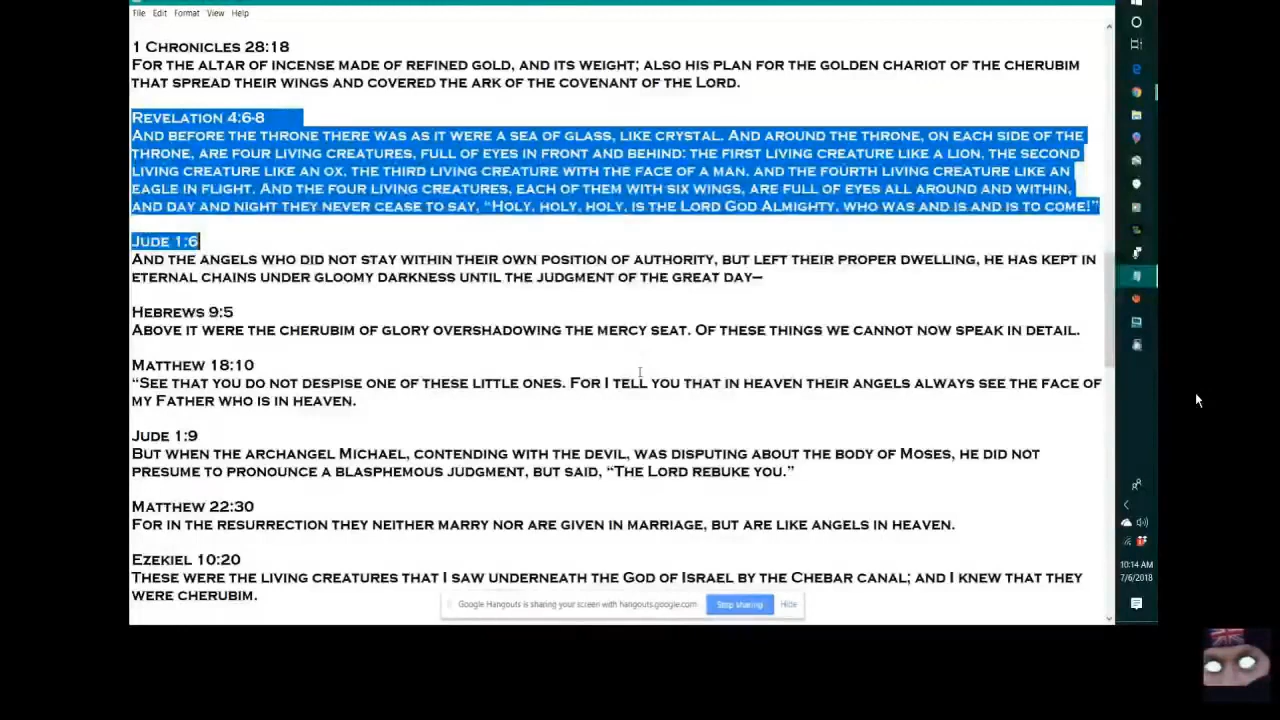 File Edit Format View Help
1 Chronicles 28:18
For the altar of incense made of refined gold, and its weight; also his plan for the golden chariot of the cherubim
that spread their wings and covered the ark of the covenant of the Lord.
Revelation 4:6-8
And before the throne there was as it were a sea of glass, like crystal. And around the throne, on each side of the
throne, are four living creatures, full of eyes in front and behind: the first living creature like a lion, the second
living creature like an ox, the third living creature with the face of a man, and the fourth living creature like an
eagle in flight. And the four living creatures, each of them with six wings, are full of eyes all around and within,
and day and night they never cease to say, “Holy, holy, holy, is the Lord God Almighty, who was and is and is to come!”
Jude 1:6
And the angels who did not stay within their own position of authority, but left their proper dwelling, he has kept in
eternal chains under gloomy darkness until the judgment of the great day—
Hebrews 9:5
Above it were the cherubim of glory overshadowing the mercy seat. Of these things we cannot now speak in detail.
Matthew 18:10
“See that you do not despise one of these little ones. For I tell you that in heaven their angels always see the face of
my Father who is in heaven.
Jude 1:9
But when the archangel Michael, contending with the devil, was disputing about the body of Moses, he did not
presume to pronounce a blasphemous judgment, but said, “The Lord rebuke you.”
Matthew 22:30
For in the resurrection they neither marry nor are given in marriage, but are like angels in heaven.
Ezekiel 10:20
These were the living creatures that I saw underneath the God of Israel by the Chebar canal; and I knew that they
were cherubim.
Google Hangouts is sharing your screen with hangouts.google.com Stop sharing Hide
10:14 AM
7/6/2018